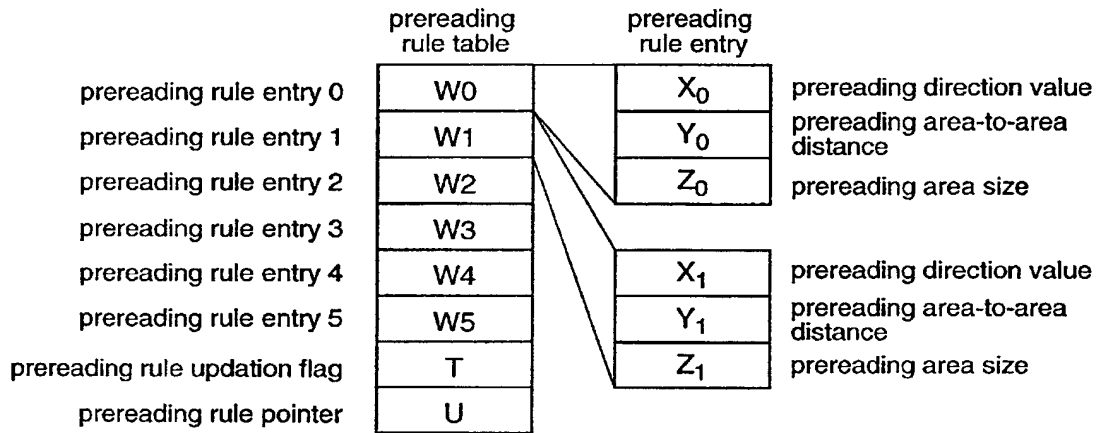 prereading
rule table
prereading
rule entry
prereading rule entry 0
W0
X0
prereading direction value
prereading rule entry 1
W1
Y0
prereading area-to-area
distance
prereading rule entry 2
W2
Z0
prereading area size
prereading rule entry 3
W3
prereading rule entry 4
W4
X1
prereading direction value
prereading rule entry 5
W5
Y1
prereading area-to-area
distance
prereading rule updation flag
T
Z1
prereading area size
prereading rule pointer
U